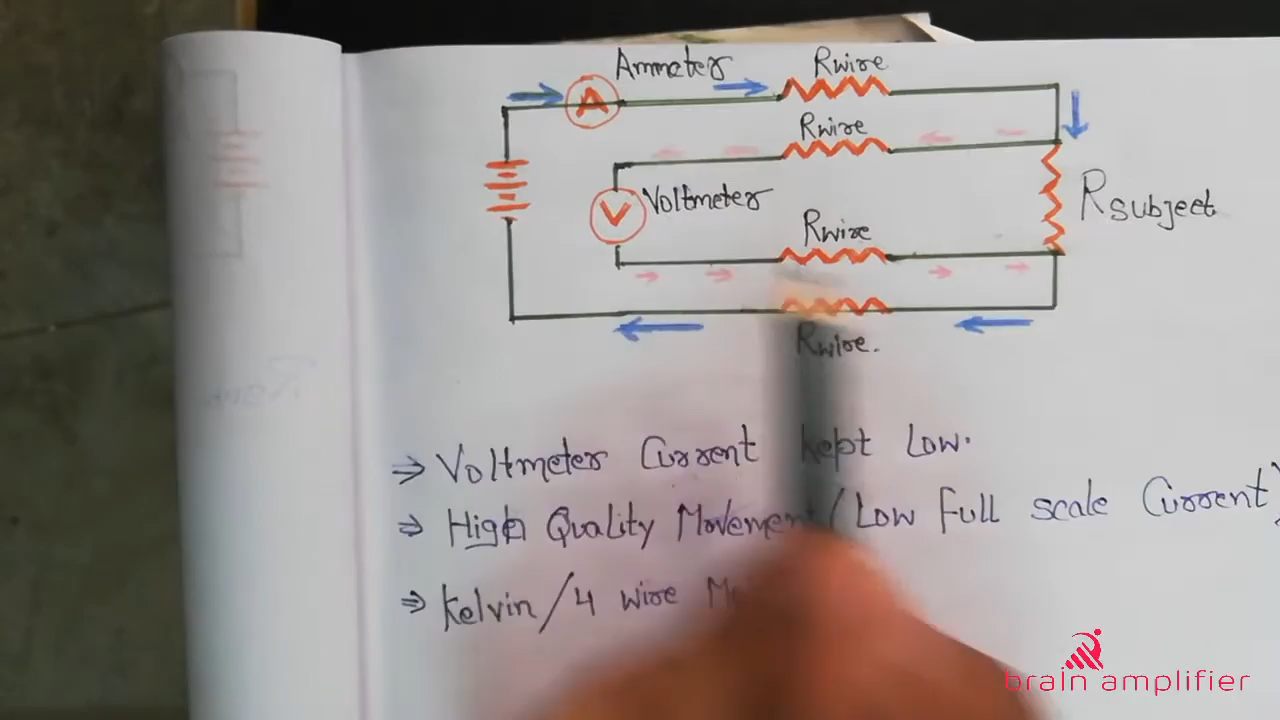 Ammeter
Rwire
A
Rwire
V Voltmeter
Rsubject
Rwire
Rwire.
⇒ Voltmeter Current kept Low.
⇒ High Quality Movement/(Low full scale Current)
⇒ Kelvin/4 wire
brain amplifier